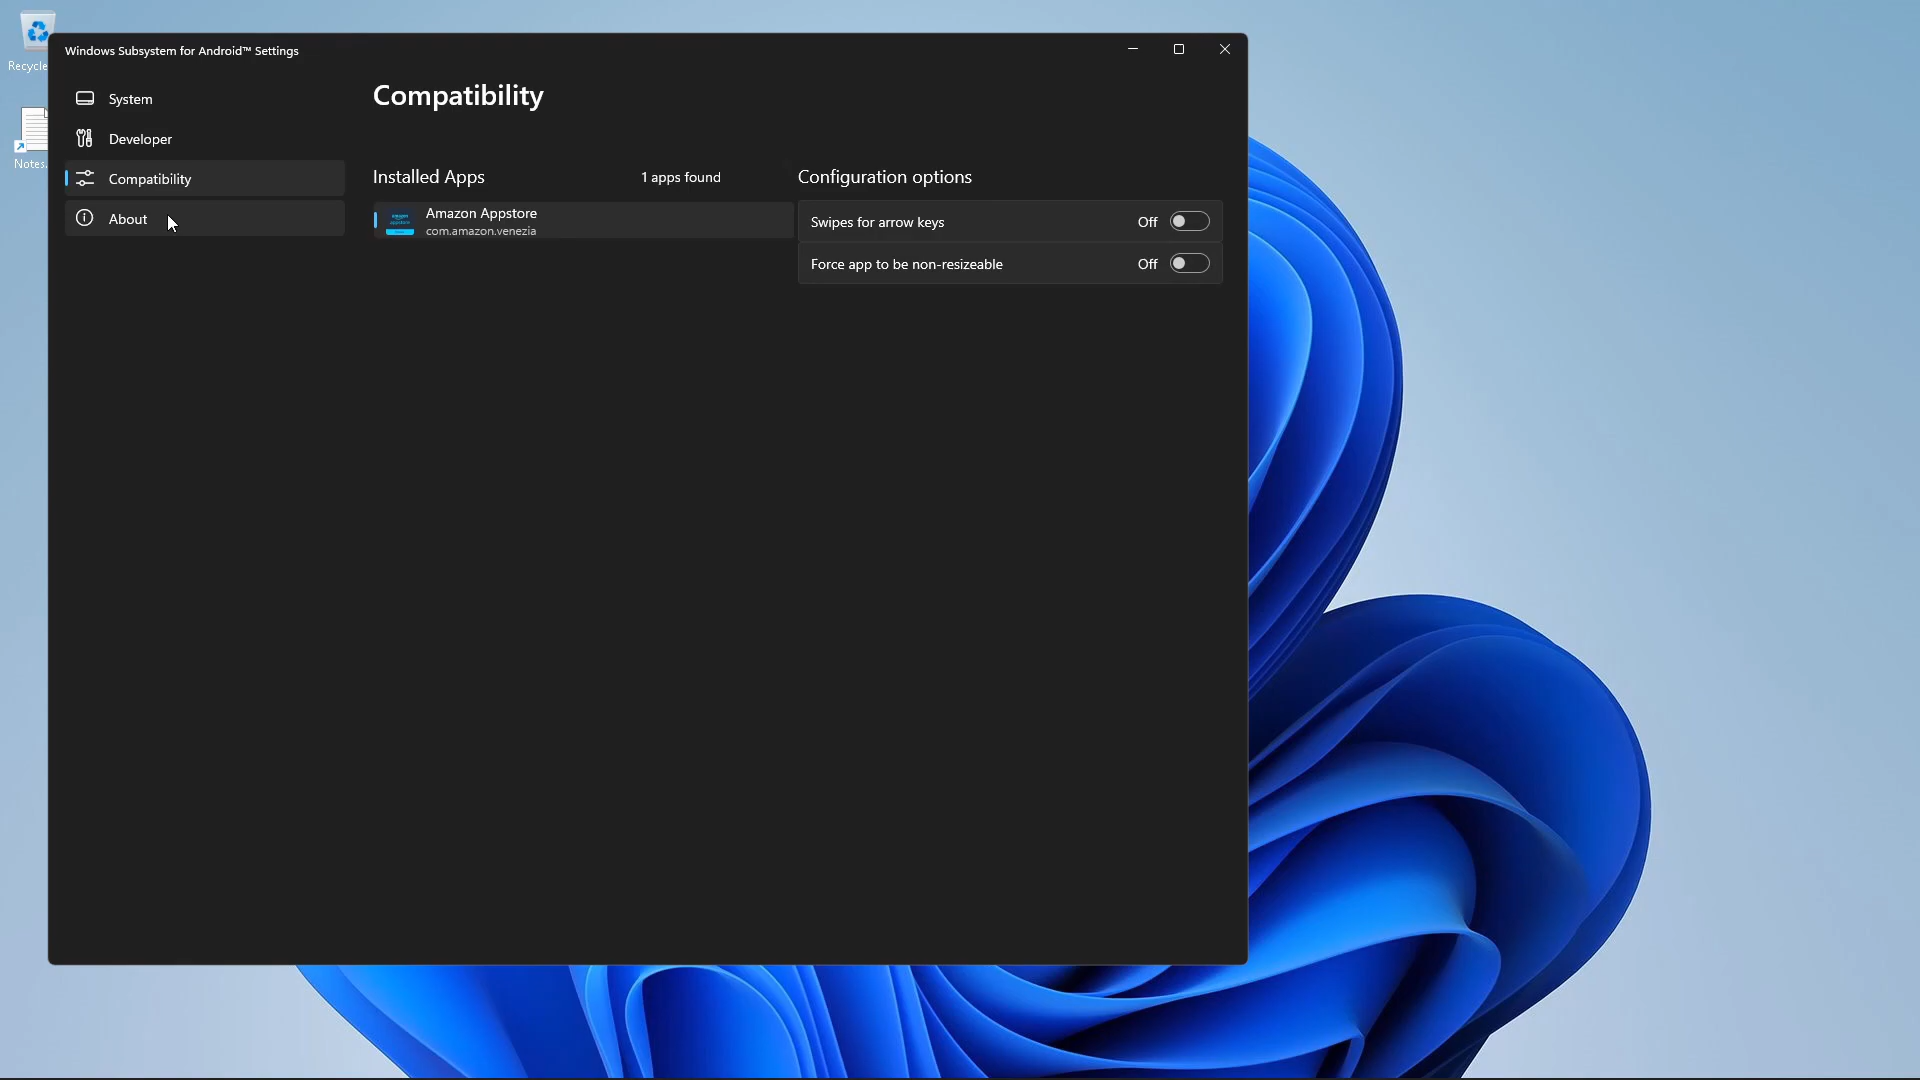 Recycle
Notes.
Windows Subsystem for Android™ Settings
System
Developer
Compatibility
About
Compatibility
Installed Apps
1 apps found
Amazon Appstore
com.amazon.venezia
Configuration options
Swipes for arrow keys
Off
Force app to be non-resizeable
Off